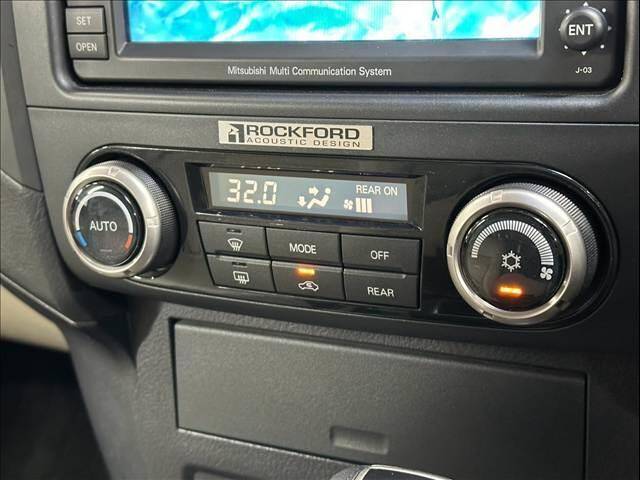 SET
OPEN
ENT
Mitsubishi Multi Communication System
J-03
ROCKFORD
ACOUSTIC DESIGN
32.0
REAR ON
AUTO
MODE
OFF
REAR